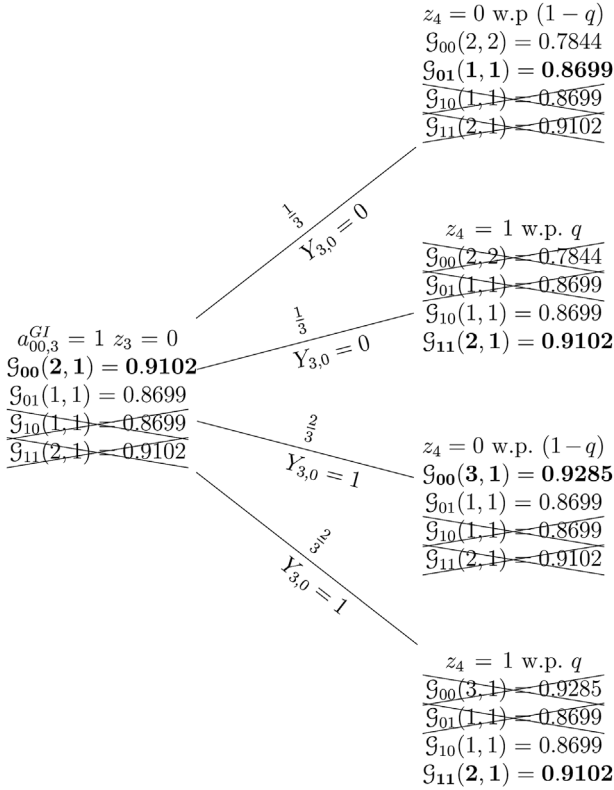 z₄ = 0 w.p (1 − q)
𝒢₀₀(2, 2) = 0.7844
𝒢₀₁(1, 1) = 0.8699
𝒢₁₀(1, 1) = 0.8699
𝒢₁₁(2, 1) = 0.9102
1/3
Y₃,₀ = 0
z₄ = 1 w.p. q
𝒢₀₀(2, 2) = 0.7844
𝒢₀₁(1, 1) = 0.8699
𝒢₁₀(1, 1) = 0.8699
𝒢₁₁(2, 1) = 0.9102
1/3
Y₃,₀ = 0
a^{GI}_{00,3} = 1 z₃ = 0
𝒢₀₀(2, 1) = 0.9102
𝒢₀₁(1, 1) = 0.8699
𝒢₁₀(1, 1) = 0.8699
𝒢₁₁(2, 1) = 0.9102
2/3
Y₃,₀ = 1
z₄ = 0 w.p. (1 − q)
𝒢₀₀(3, 1) = 0.9285
𝒢₀₁(1, 1) = 0.8699
𝒢₁₀(1, 1) = 0.8699
𝒢₁₁(2, 1) = 0.9102
2/3
Y₃,₀ = 1
z₄ = 1 w.p. q
𝒢₀₀(3, 1) = 0.9285
𝒢₀₁(1, 1) = 0.8699
𝒢₁₀(1, 1) = 0.8699
𝒢₁₁(2, 1) = 0.9102